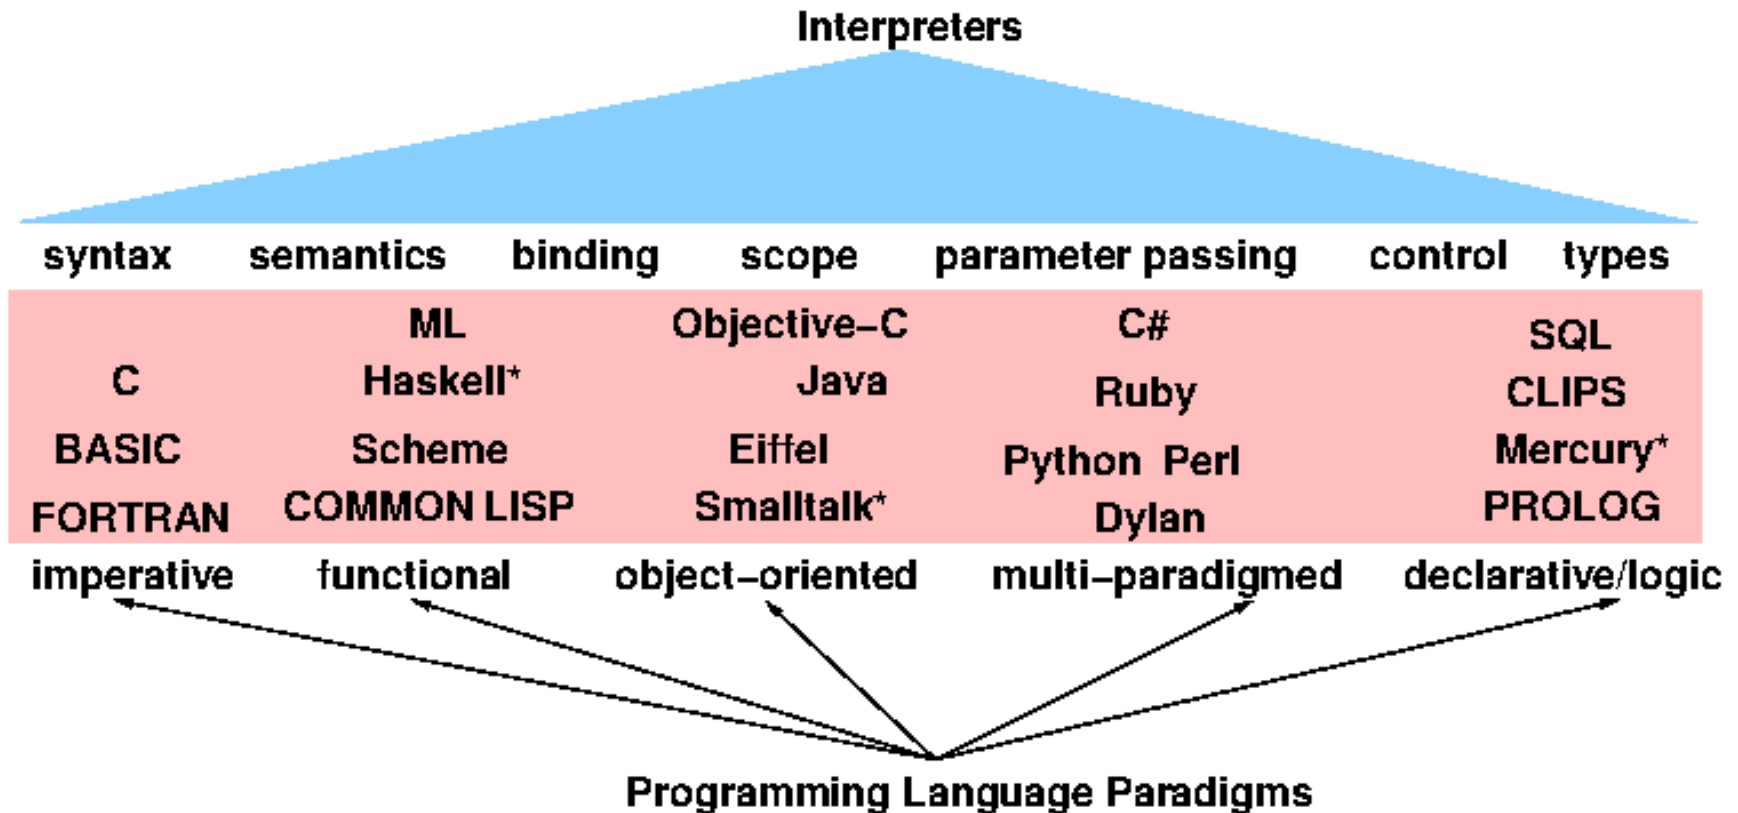 Interpreters
syntax semantics binding scope parameter passing control types
ML Objective-C C# SQL
C Haskell* Java Ruby CLIPS
BASIC Scheme Eiffel Python Perl Mercury*
FORTRAN COMMON LISP Smalltalk* Dylan PROLOG
imperative functional object-oriented multi-paradigmed declarative/logic
Programming Language Paradigms